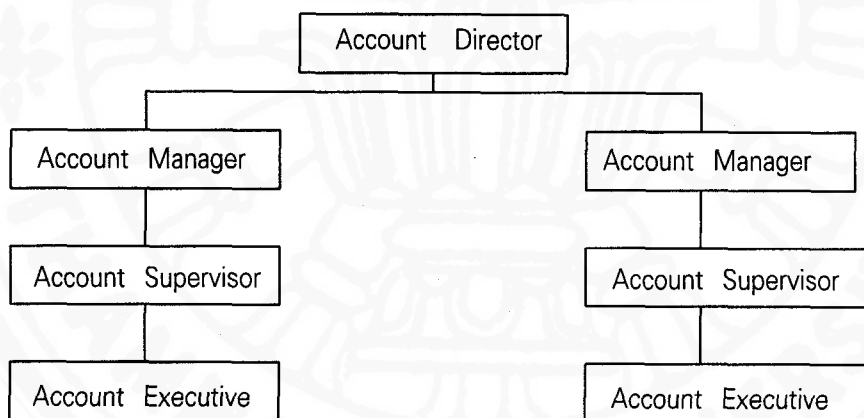 Account Director
Account Manager
Account Manager
Account Supervisor
Account Supervisor
Account Executive
Account Executive